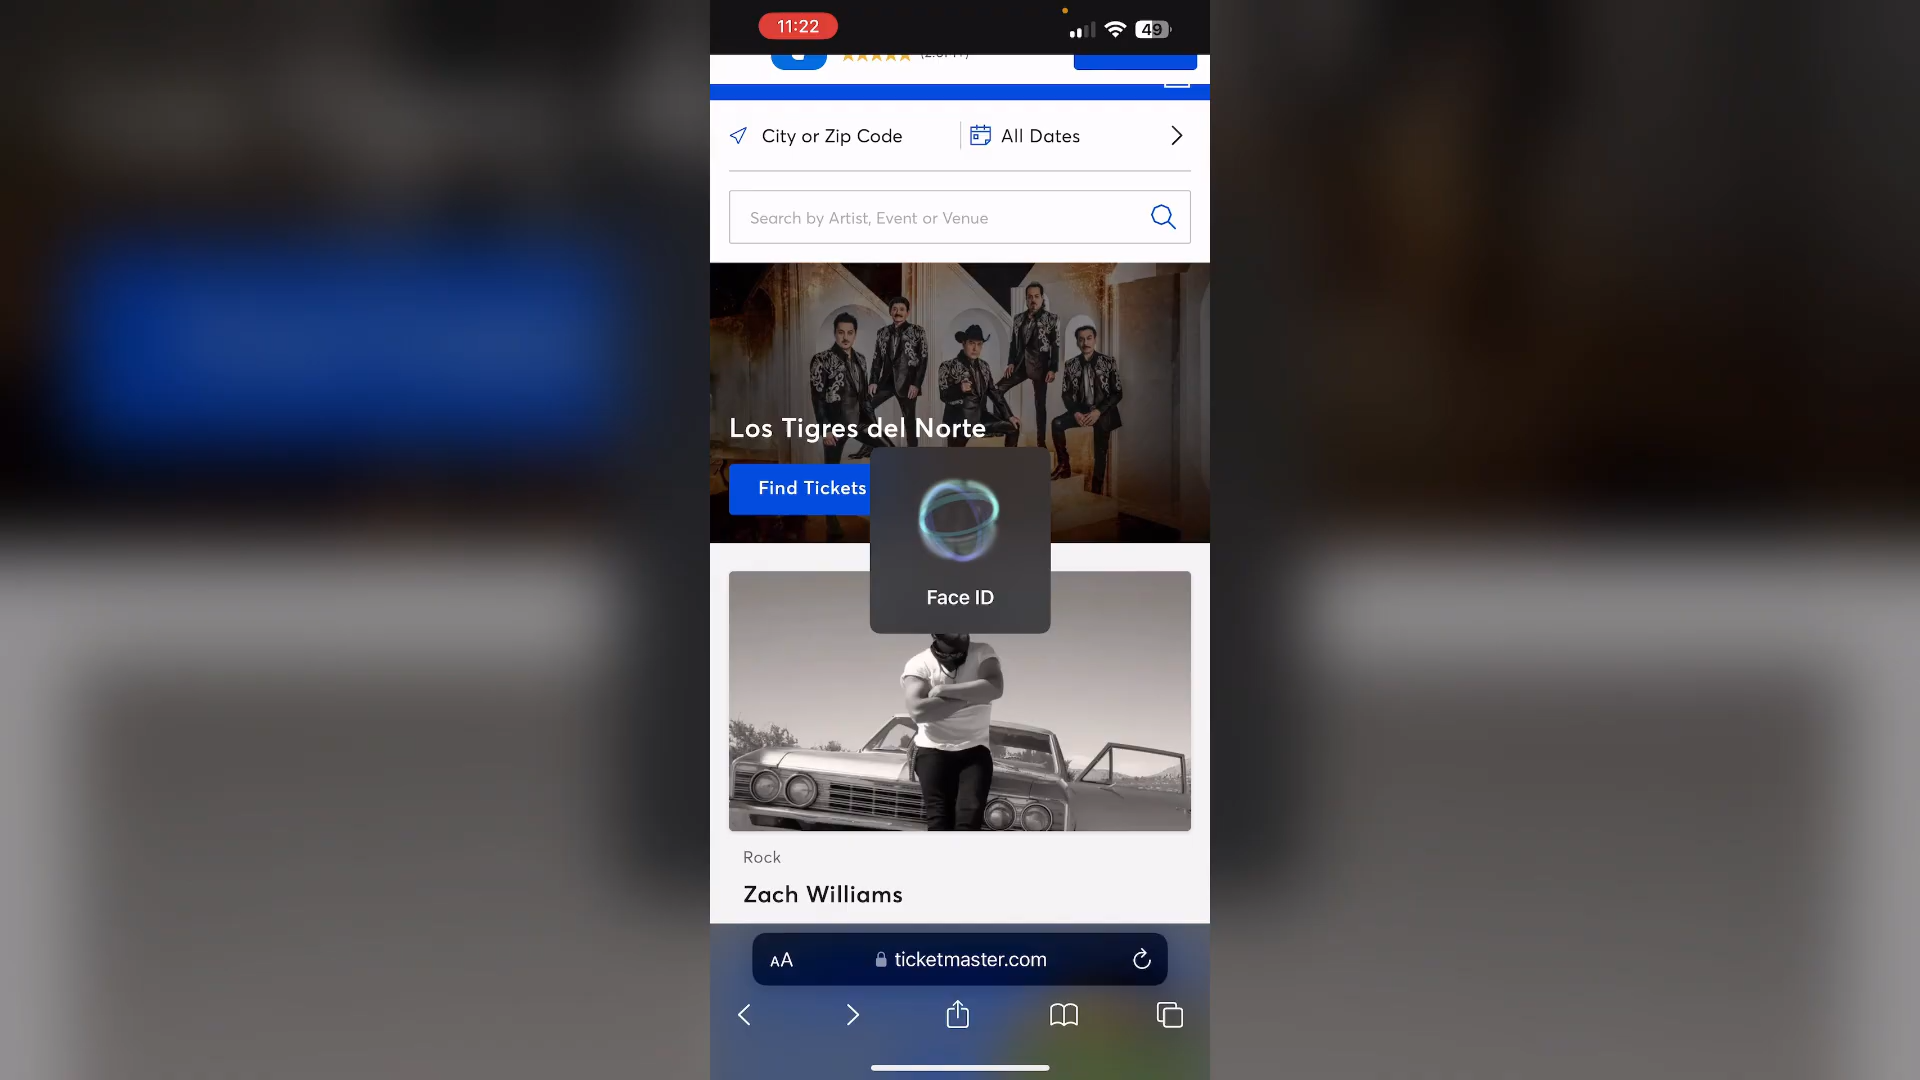 11:22
49
City or Zip Code
All Dates
Search by Artist, Event or Venue
Los Tigres del Norte
Find Tickets
Face ID
Rock
Zach Williams
AA
ticketmaster.com